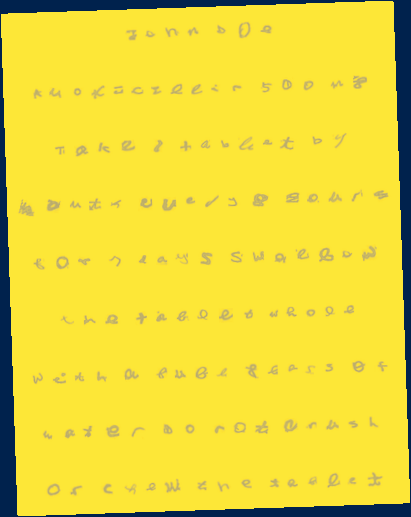 John Doe
Amoxicillin 500 mg
Take 1 tablet by
mouth every 8 hours
for 7 days Swallow
the tablet whole
with a full glass of
water Do not crush
or chew the tablet